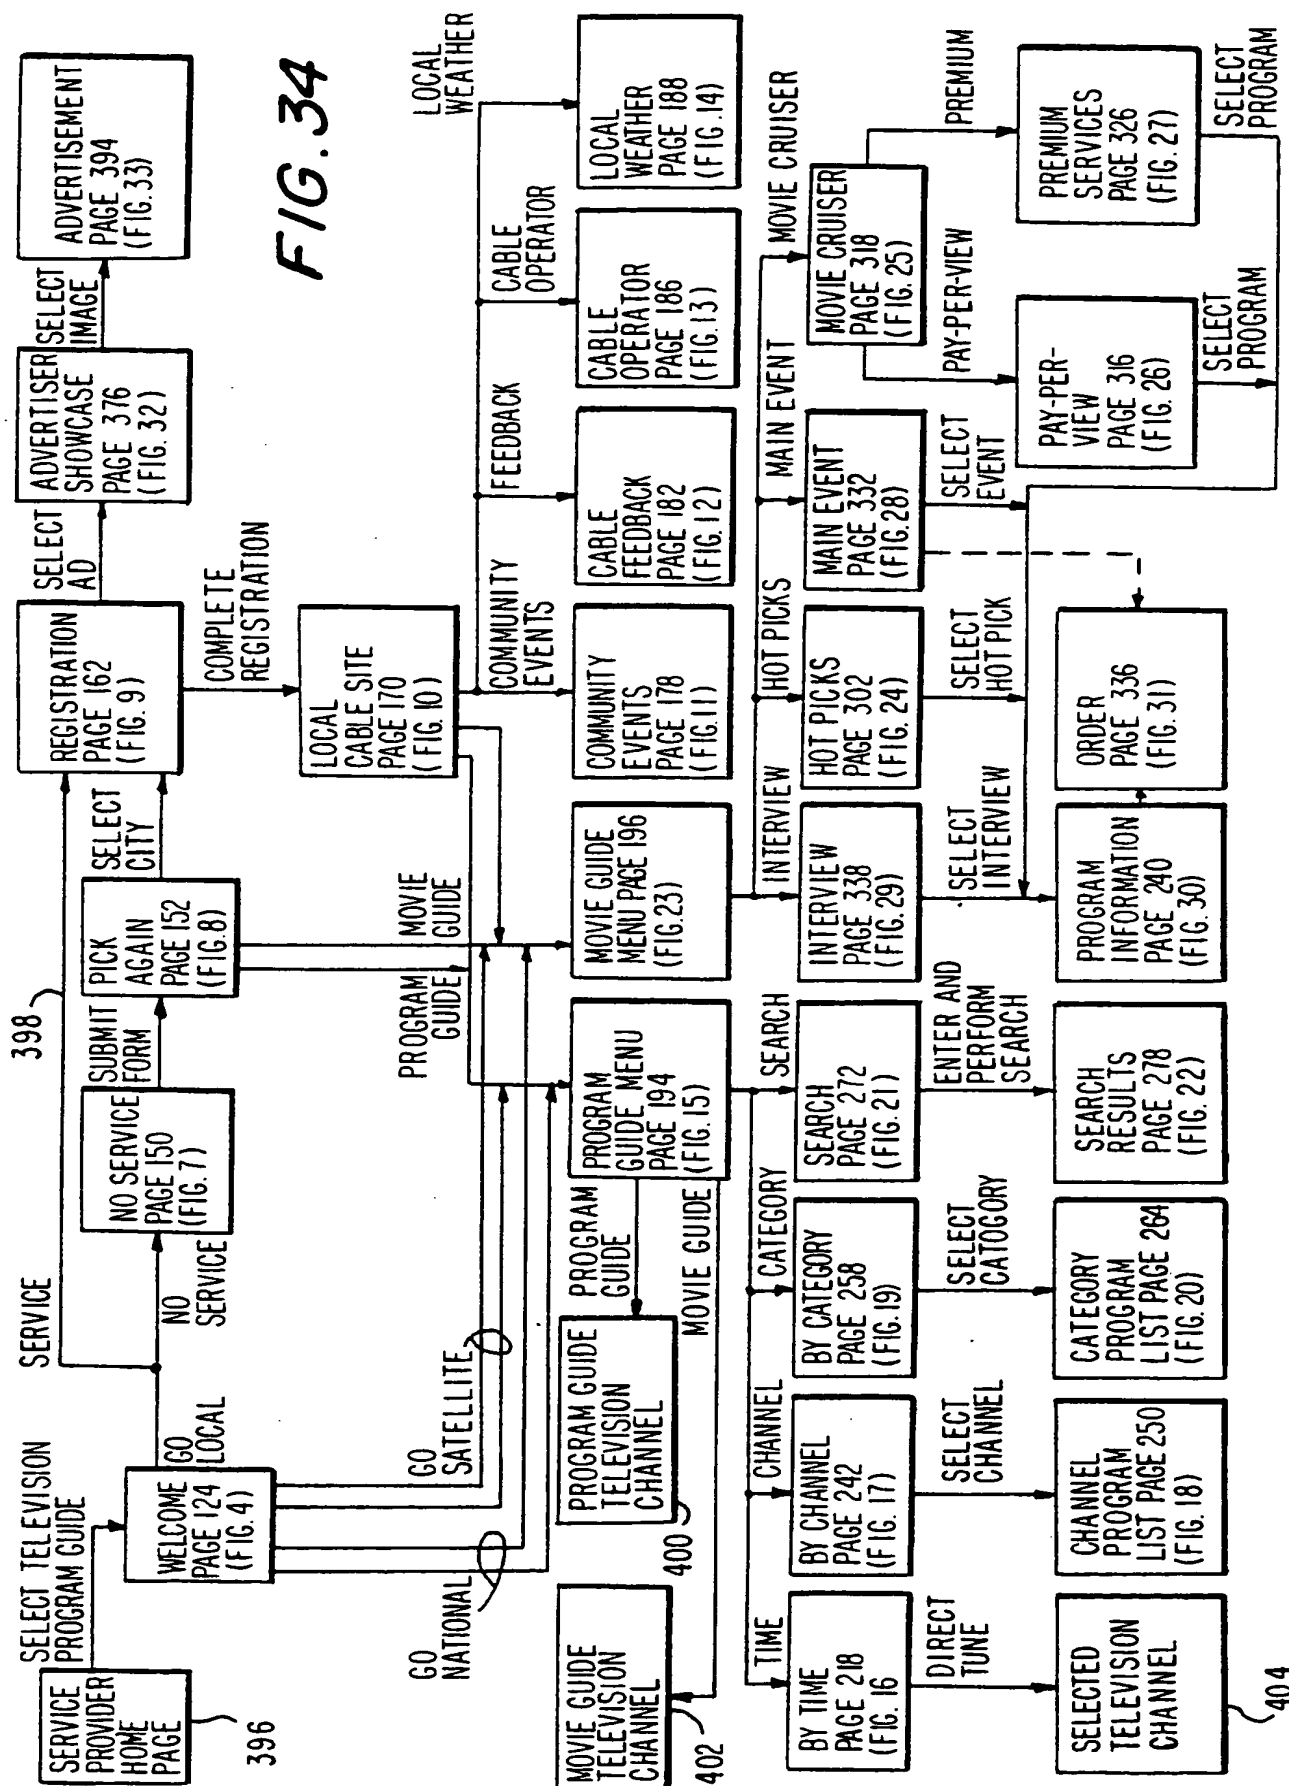 FIG. 34
SELECT TELEVISION
PROGRAM GUIDE
SERVICE
PROVIDER
HOME
PAGE
396
WELCOME
PAGE 124
(FIG. 4)
GO
LOCAL
SERVICE
398
NO SERVICE
NO SERVICE
PAGE 150
(FIG. 7)
SUBMIT
FORM
PICK
AGAIN
PAGE 152
(FIG. 8)
SELECT
CITY
REGISTRATION
PAGE 162
(FIG. 9)
SELECT
AD
ADVERTISER
SHOWCASE
PAGE 376
(FIG. 32)
SELECT
IMAGE
ADVERTISEMENT
PAGE 394
(FIG. 33)
COMPLETE
REGISTRATION
LOCAL
CABLE SITE
PAGE 170
(FIG. 10)
GO
NATIONAL
GO
SATELLITE
PROGRAM
GUIDE
MOVIE
GUIDE
COMMUNITY
EVENTS
FEEDBACK
CABLE
OPERATOR
LOCAL
WEATHER
MOVIE GUIDE
TELEVISION
CHANNEL
402
PROGRAM GUIDE
TELEVISION
CHANNEL
400
PROGRAM
GUIDE
MOVIE GUIDE
PROGRAM
GUIDE MENU
PAGE 194
(FIG. 15)
MOVIE GUIDE
MENU PAGE 196
(FIG. 23)
COMMUNITY
EVENTS
PAGE 178
(FIG. 11)
CABLE
FEEDBACK
PAGE 182
(FIG. 12)
CABLE
OPERATOR
PAGE 186
(FIG. 13)
LOCAL
WEATHER
PAGE 188
(FIG. 14)
TIME
CHANNEL
CATEGORY
SEARCH
INTERVIEW
HOT PICKS
MAIN EVENT
MOVIE CRUISER
BY TIME
PAGE 218
(FIG. 16
BY CHANNEL
PAGE 242
(FIG. 17)
BY CATEGORY
PAGE 258
(FIG. 19)
SEARCH
PAGE 272
(FIG. 21)
INTERVIEW
PAGE 338
(FIG. 29)
HOT PICKS
PAGE 302
(FIG. 24)
MAIN EVENT
PAGE 332
(FIG. 28)
MOVIE CRUISER
PAGE 318
(FIG. 25)
DIRECT
TUNE
SELECT
CHANNEL
SELECT
CATOGORY
ENTER AND
PERFORM
SEARCH
SELECT
INTERVIEW
SELECT
HOT PICK
SELECT
EVENT
PAY-PER-VIEW
PREMIUM
PAY-PER-
VIEW
PAGE 316
(FIG. 26)
PREMIUM
SERVICES
PAGE 326
(FIG. 27)
SELECT
PROGRAM
SELECT
PROGRAM
SELECTED
TELEVISION
CHANNEL
404
CHANNEL
PROGRAM
LIST PAGE 250
(FIG. 18)
CATEGORY
PROGRAM
LIST PAGE 264
(FIG. 20)
SEARCH
RESULTS
PAGE 278
(FIG. 22)
PROGRAM
INFORMATION
PAGE 240
(FIG. 30)
ORDER
PAGE 336
(FIG. 31)